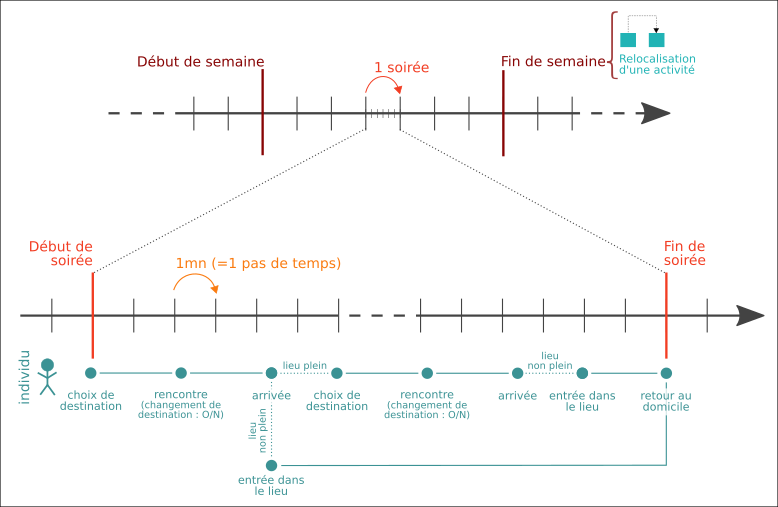 Début de semaine
1 soirée
Fin de semaine
Relocalisation
d'une activité
Début de
soirée
1mn (=1 pas de temps)
Fin de
soirée
individu
choix de
destination
rencontre
(changement de
destination : O/N)
arrivée
lieu plein
choix de
destination
rencontre
(changement de
destination : O/N)
arrivée
lieu
non plein
entrée dans
le lieu
retour au
domicile
lieu
non plein
entrée dans
le lieu